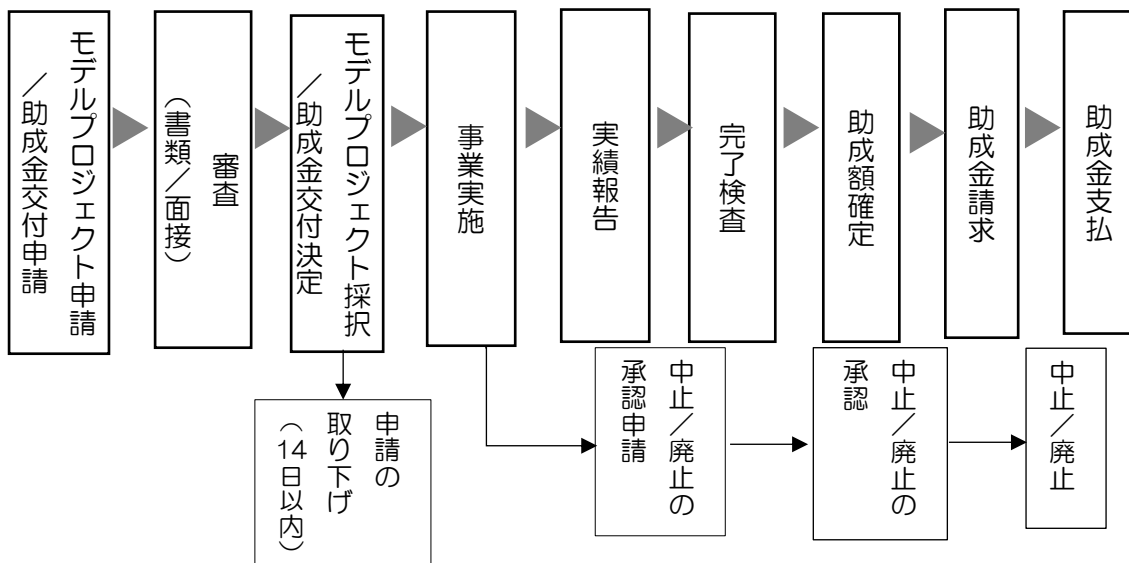 モデルプロジェクト申請
／助成金交付申請
審査
（書類／面接）
モデルプロジェクト採択
／助成金交付決定
事業実施
実績報告
完了検査
助成額確定
助成金請求
助成金支払
申請の
取り下げ
（14日以内）
中止／廃止の
承認申請
中止／廃止の
承認
中止／廃止